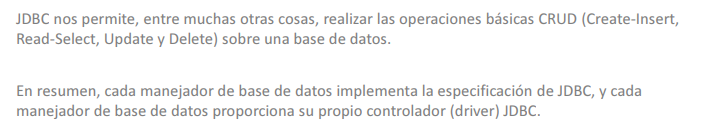 JDBC nos permite, entre muchas otras cosas, realizar las operaciones básicas CRUD (Create-Insert,
Read-Select, Update y Delete) sobre una base de datos.
En resumen, cada manejador de base de datos implementa la especificación de JDBC, y cada
manejador de base de datos proporciona su propio controlador (driver) JDBC.